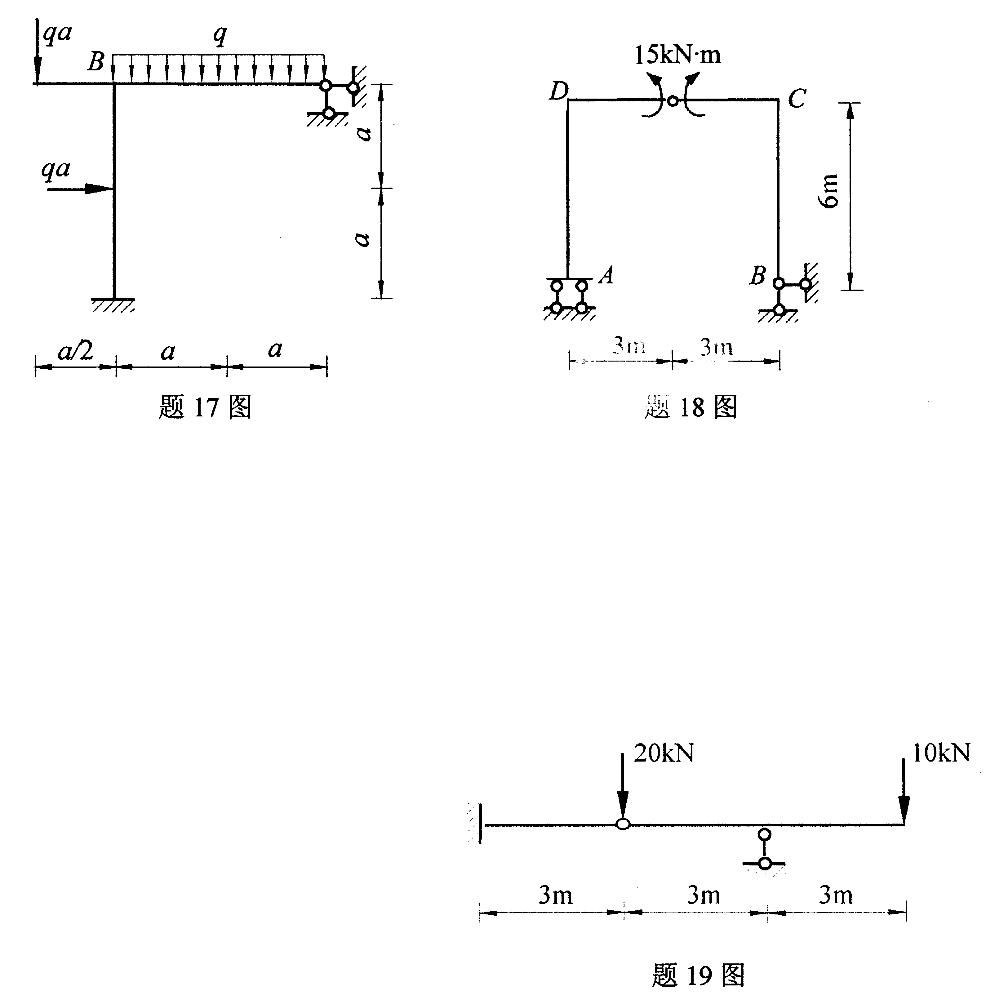 qa
B
q
a
qa
a
a/2
a
a
题 17 图
15kN·m
D
C
6m
A
B
3m
3m
题 18 图
20kN
10kN
3m
3m
3m
题 19 图